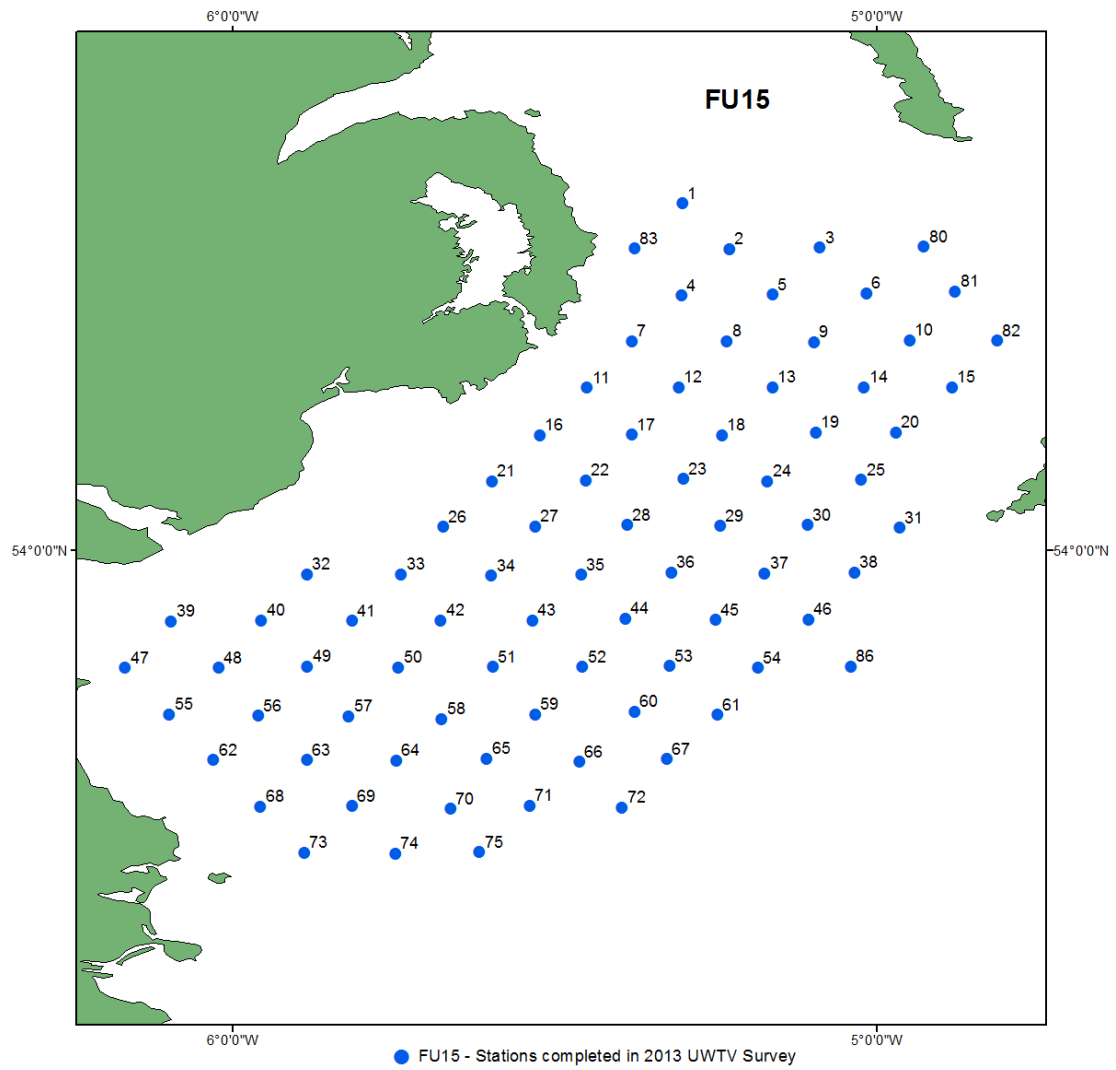 6°0'0"W 5°0'0"W
FU15
1
83 2 3 80
4 5 6 81
7 8 9 10 82
11 12 13 14 15
16 17 18 19 20
21 22 23 24 25
26 27 28 29 30 31
54°0'0"N 54°0'0"N
32 33 34 35 36 37 38
39 40 41 42 43 44 45 46
47 48 49 50 51 52 53 54 86
55 56 57 58 59 60 61
62 63 64 65 66 67
68 69 70 71 72
73 74 75
6°0'0"W 5°0'0"W
FU15 - Stations completed in 2013 UWTV Survey